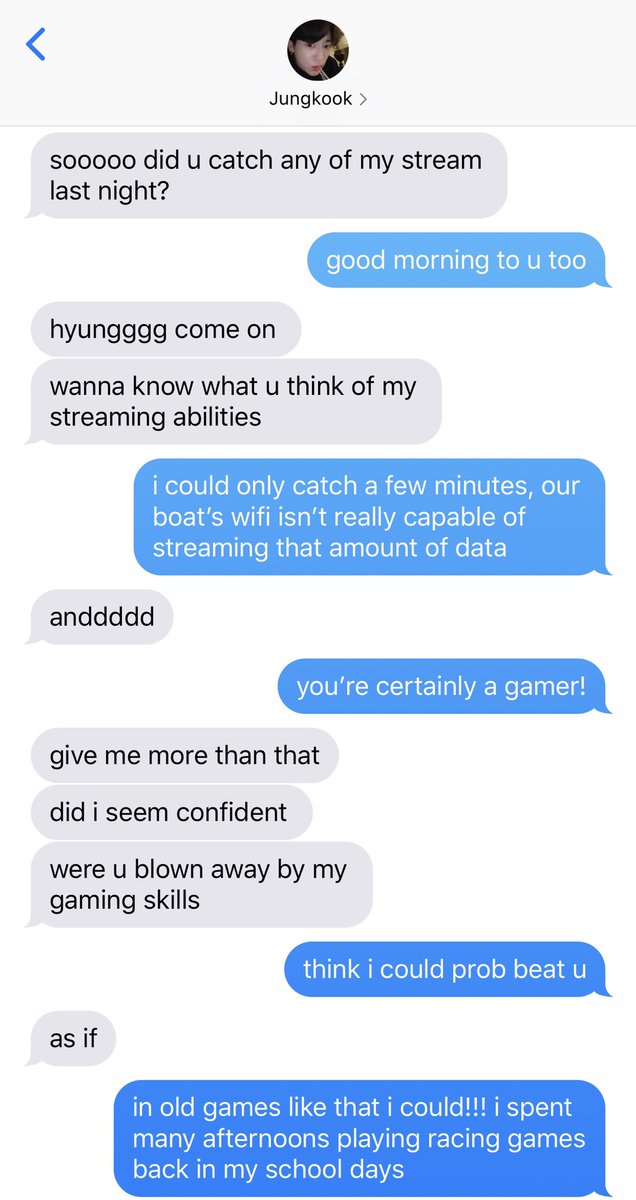 Jungkook
sooooo did u catch any of my stream
last night?
good morning to u too
hyungggg come on
wanna know what u think of my
streaming abilities
i could only catch a few minutes, our
boat’s wifi isn’t really capable of
streaming that amount of data
anddddd
you’re certainly a gamer!
give me more than that
did i seem confident
were u blown away by my
gaming skills
think i could prob beat u
as if
in old games like that i could!!! i spent
many afternoons playing racing games
back in my school days